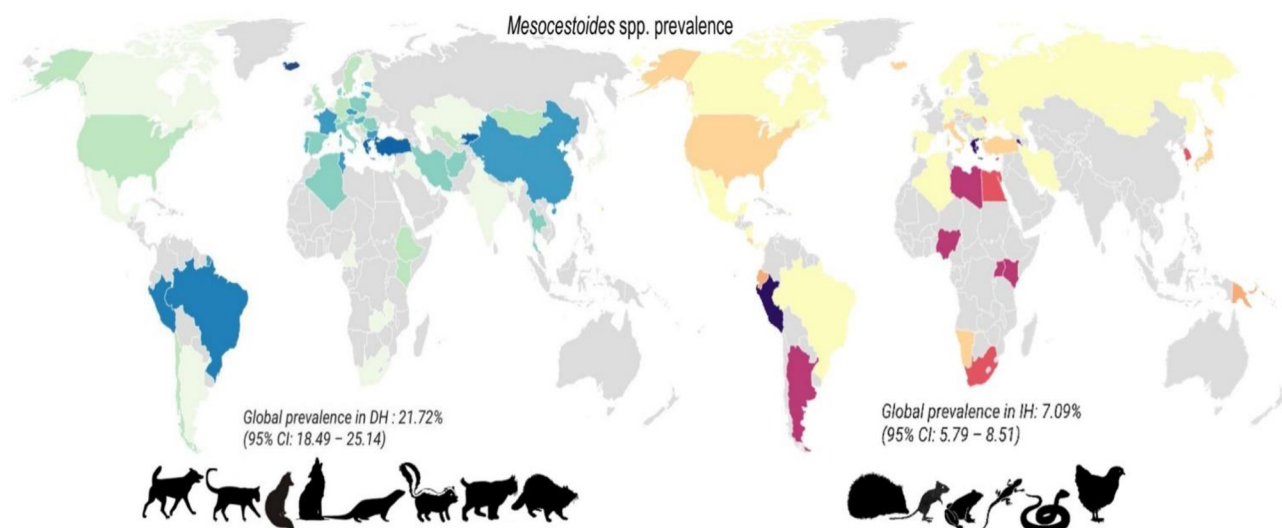 Mesocestoides spp. prevalence
Global prevalence in DH : 21.72%
(95% CI: 18.49 – 25.14)
Global prevalence in IH: 7.09%
(95% CI: 5.79 – 8.51)